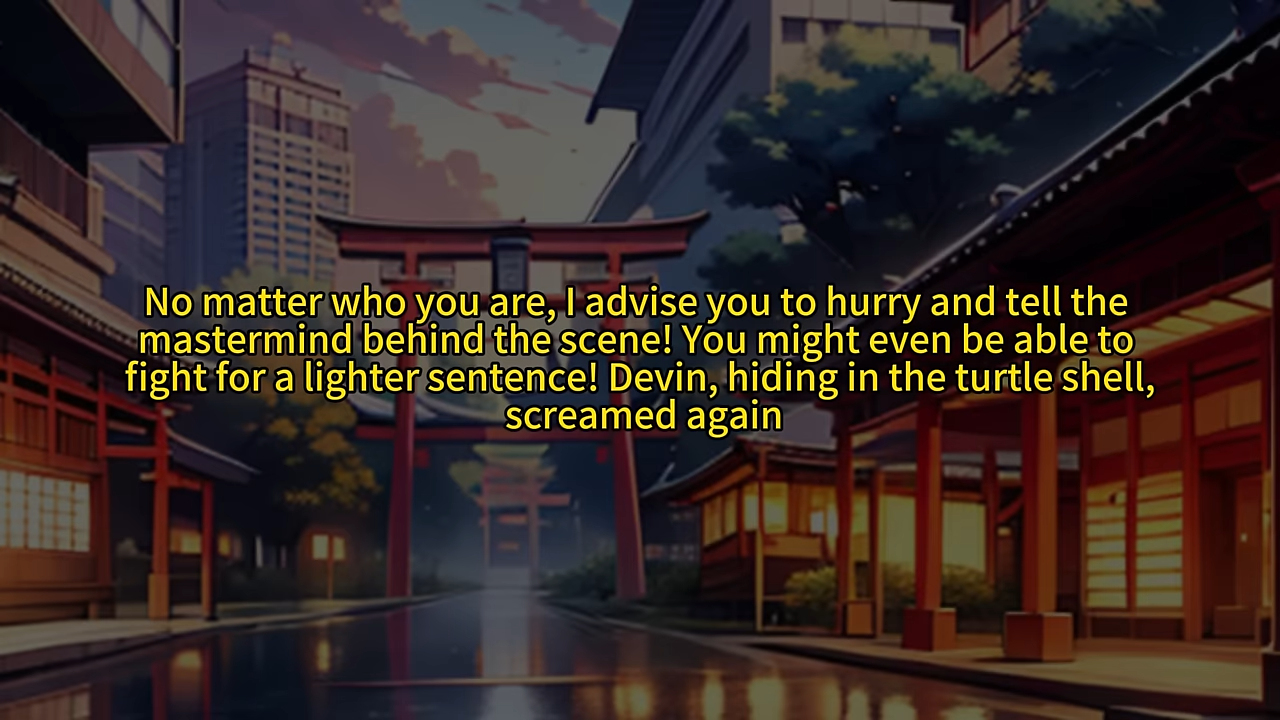 No matter who you are, I advise you to hurry and tell the
mastermind behind the scene! You might even be able to
fight for a lighter sentence! Devin, hiding in the turtle shell,
screamed again